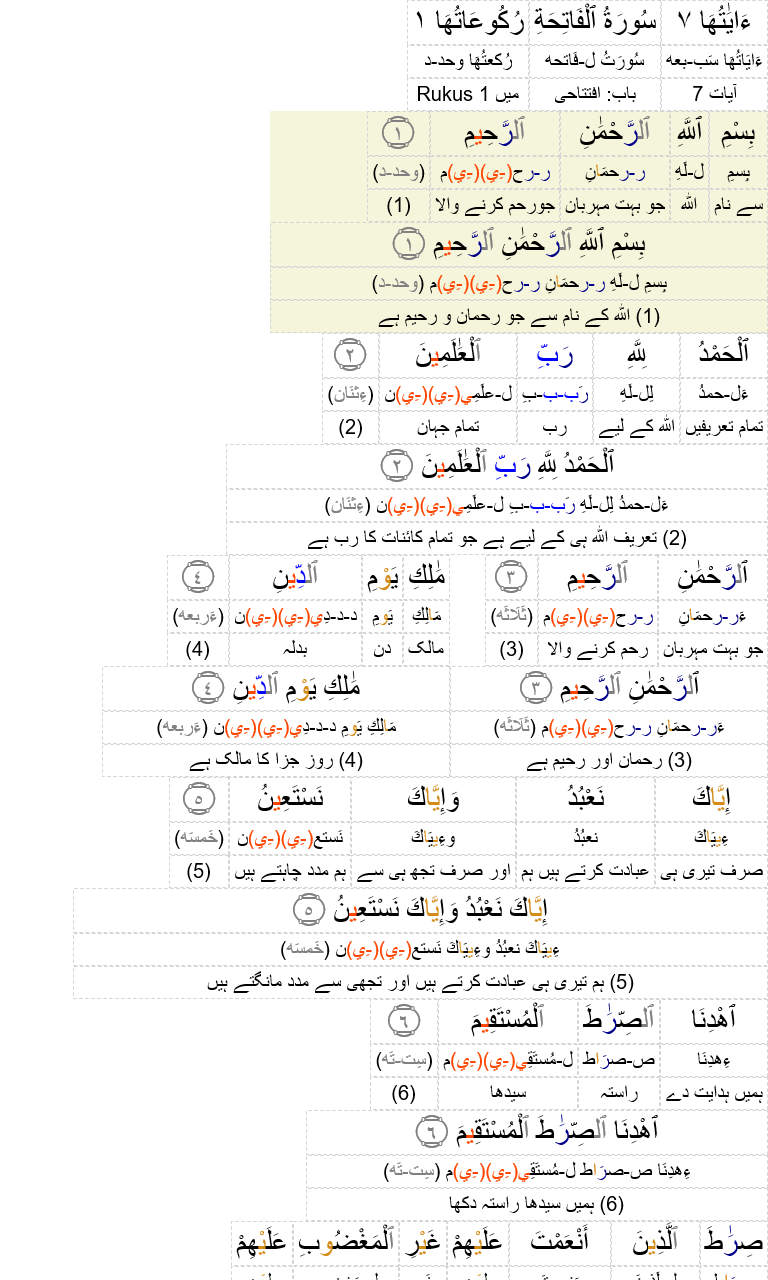 ءَايَٰتُهَا ٧ سُورَةُ ٱلْفَاتِحَةِ رُكُوعَاتُهَا ١
ءَايَاتُهَا سَب-بعه سُورَتُ ل-فَاتحه رُكعتُها وحد-د
آیات 7 باب: افتتاحی میں 1 Rukus
بِسْمِ ٱللَّهِ ٱلرَّحْمَٰنِ ٱلرَّحِيمِ ١
بِسمِ ل-لَهِ ر-رحمَانِ ر-رح(-ِي)(-ِي)م (وحد-د)
سے نام اللہ جو بہت مہربان جورحم کرنے والا (1)
بِسْمِ ٱللَّهِ ٱلرَّحْمَٰنِ ٱلرَّحِيمِ ١
بِسمِ ل-لَهِ ر-رحمَانِ ر-رح(-ِي)(-ِي)م (وحد-د)
(1) اللہ کے نام سے جو رحمان و رحیم ہے
ٱلْحَمْدُ لِلَّهِ رَبِّ ٱلْعَٰلَمِينَ ٢
ءَل-حمدُ لِل-لَهِ رَب-ب-بِ ل-علَمِي(-ِي)(-ِي)ن (ءِثنَان)
تمام تعریفیں اللہ کے لیے رب تمام جہان (2)
ٱلْحَمْدُ لِلَّهِ رَبِّ ٱلْعَٰلَمِينَ ٢
ءَل-حمدُ لِل-لَهِ رَب-ب-بِ ل-علَمِي(-ِي)(-ِي)ن (ءِثنَان)
(2) تعریف اللہ ہی کے لیے ہے جو تمام کائنات کا رب ہے
ٱلرَّحْمَٰنِ ٱلرَّحِيمِ ٣ مَٰلِكِ يَوْمِ ٱلدِّينِ ٤
ءَر-رحمَانِ ر-رح(-ِي)(-ِي)م (ثَلَاثَه) مَالِكِ يَومِ د-د-دِي(-ِي)(-ِي)ن (ءَربعه)
جو بہت مہربان رحم کرنے والا (3) مالک دن بدلہ (4)
ٱلرَّحْمَٰنِ ٱلرَّحِيمِ ٣ مَٰلِكِ يَوْمِ ٱلدِّينِ ٤
ءَر-رحمَانِ ر-رح(-ِي)(-ِي)م (ثَلَاثَه) مَالِكِ يَومِ د-د-دِي(-ِي)(-ِي)ن (ءَربعه)
(3) رحمان اور رحیم ہے (4) روز جزا کا مالک ہے
إِيَّاكَ نَعْبُدُ وَإِيَّاكَ نَسْتَعِينُ ٥
ءِييَاكَ نعبُدُ وءِييَاكَ نَستع(-ِي)(-ِي)ن (خَمسَه)
صرف تیری ہی عبادت کرتے ہیں ہم اور صرف تجھ ہی سے ہم مدد چاہتے ہیں (5)
إِيَّاكَ نَعْبُدُ وَإِيَّاكَ نَسْتَعِينُ ٥
ءِييَاكَ نعبُدُ وءِييَاكَ نَستع(-ِي)(-ِي)ن (خَمسَه)
(5) ہم تیری ہی عبادت کرتے ہیں اور تجھی سے مدد مانگتے ہیں
ٱهْدِنَا ٱلصِّرَٰطَ ٱلْمُسْتَقِيمَ ٦
ءِهدِنَا ص-صرَاط ل-مُستَقِي(-ِي)(-ِي)م (سِت-تَه)
ہمیں ہدایت دے راستہ سیدھا (6)
ٱهْدِنَا ٱلصِّرَٰطَ ٱلْمُسْتَقِيمَ ٦
ءِهدِنَا ص-صرَاط ل-مُستَقِي(-ِي)(-ِي)م (سِت-تَه)
(6) ہمیں سیدھا راستہ دکھا
صِرَٰطَ ٱلَّذِينَ أَنْعَمْتَ عَلَيْهِمْ غَيْرِ ٱلْمَغْضُوبِ عَلَيْهِمْ